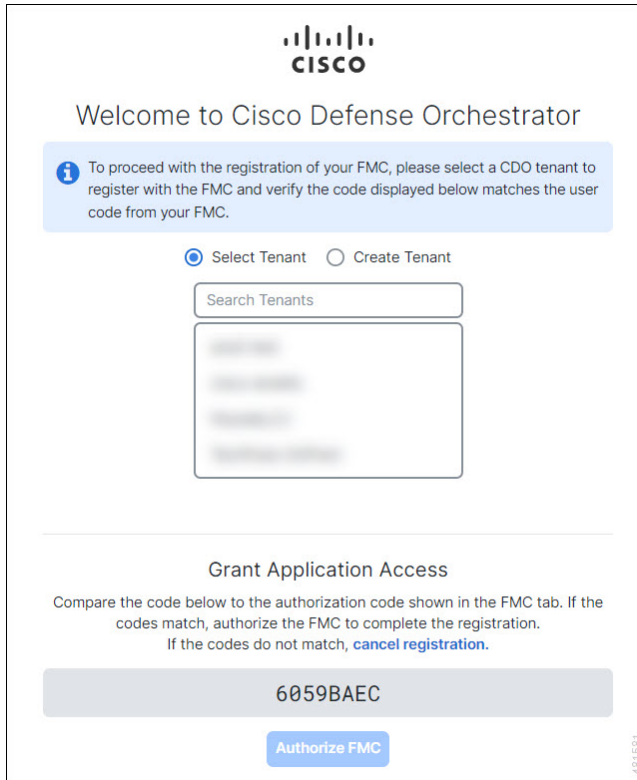 CISCO
Welcome to Cisco Defense Orchestrator
To proceed with the registration of your FMC, please select a CDO tenant to
register with the FMC and verify the code displayed below matches the user
code from your FMC.
Select Tenant Create Tenant
Search Tenants
Grant Application Access
Compare the code below to the authorization code shown in the FMC tab. If the
codes match, authorize the FMC to complete the registration.
If the codes do not match, cancel registration.
6059BAEC
Authorize FMC